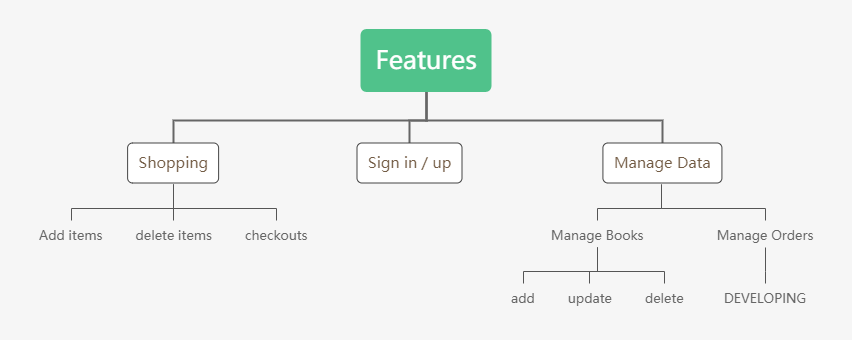 Features
Shopping
Sign in / up
Manage Data
Add items
delete items
checkouts
Manage Books
Manage Orders
add
update
delete
DEVELOPING